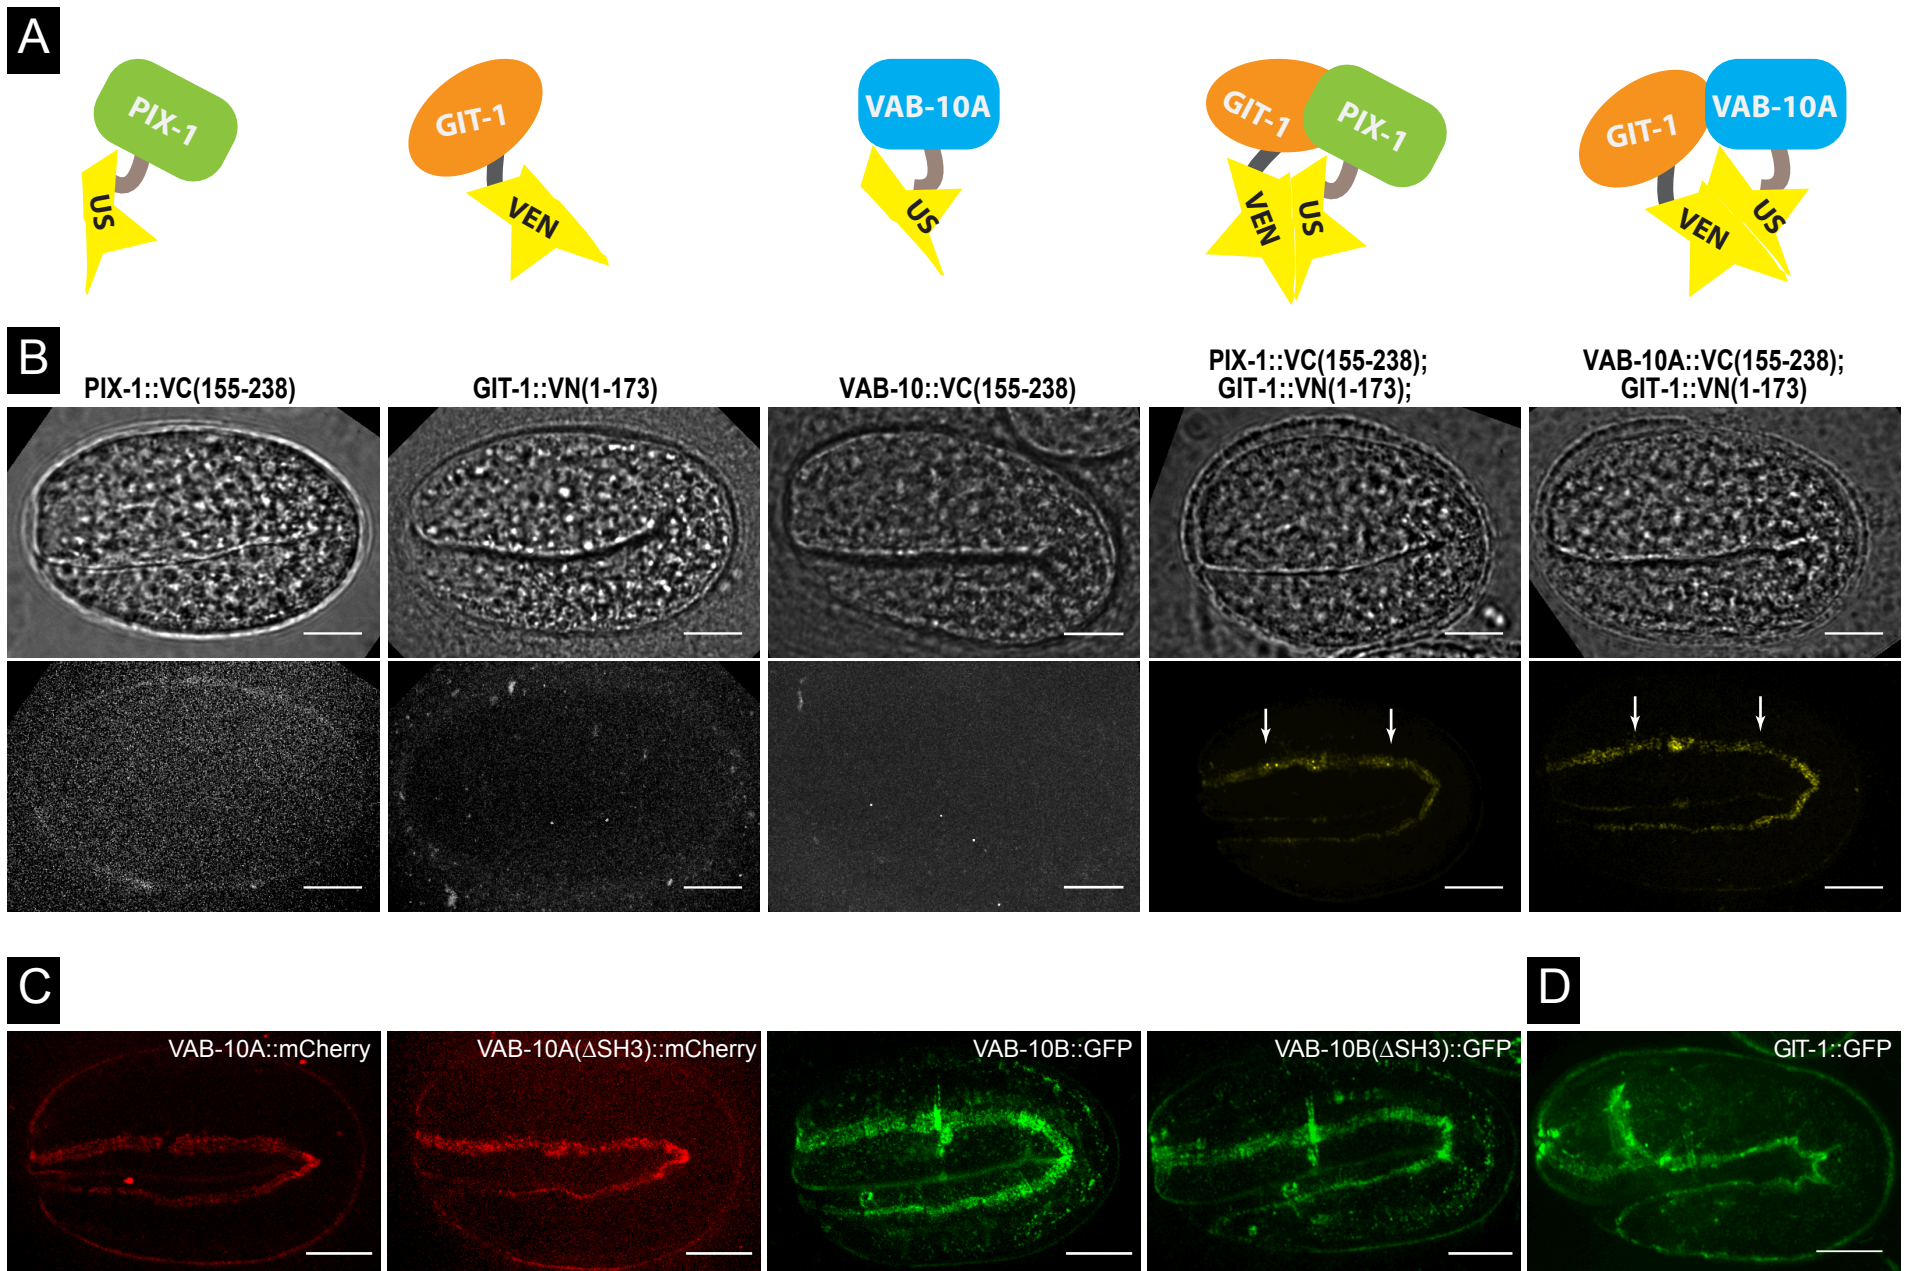 A
PIX-1
US
GIT-1
VEN
VAB-10A
US
GIT-1
PIX-1
VEN
US
GIT-1
VAB-10A
VEN
US
B
PIX-1::VC(155-238)
GIT-1::VN(1-173)
VAB-10::VC(155-238)
PIX-1::VC(155-238);
GIT-1::VN(1-173);
VAB-10A::VC(155-238);
GIT-1::VN(1-173)
C
D
VAB-10A::mCherry
VAB-10A(ΔSH3)::mCherry
VAB-10B::GFP
VAB-10B(ΔSH3)::GFP
GIT-1::GFP